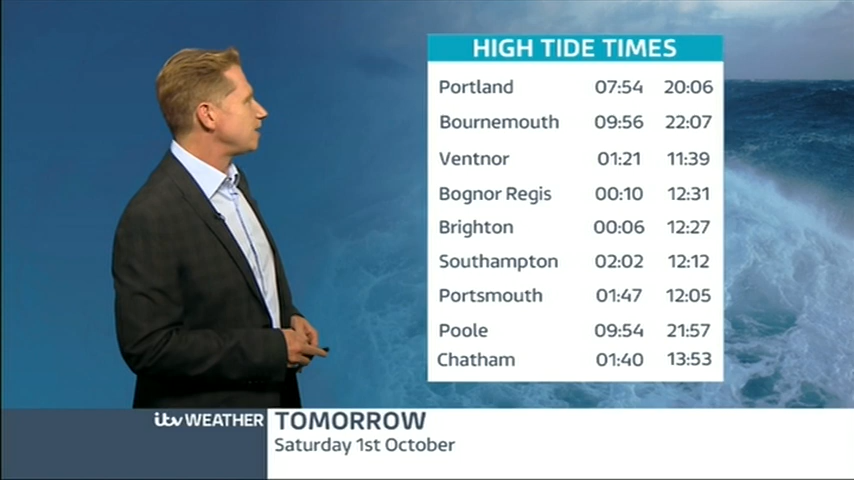 HIGH TIDE TIMES
Portland 07:54 20:06
Bournemouth 09:56 22:07
Ventnor 01:21 11:39
Bognor Regis 00:10 12:31
Brighton 00:06 12:27
Southampton 02:02 12:12
Portsmouth 01:47 12:05
Poole 09:54 21:57
Chatham 01:40 13:53
itv WEATHER TOMORROW
Saturday 1st October